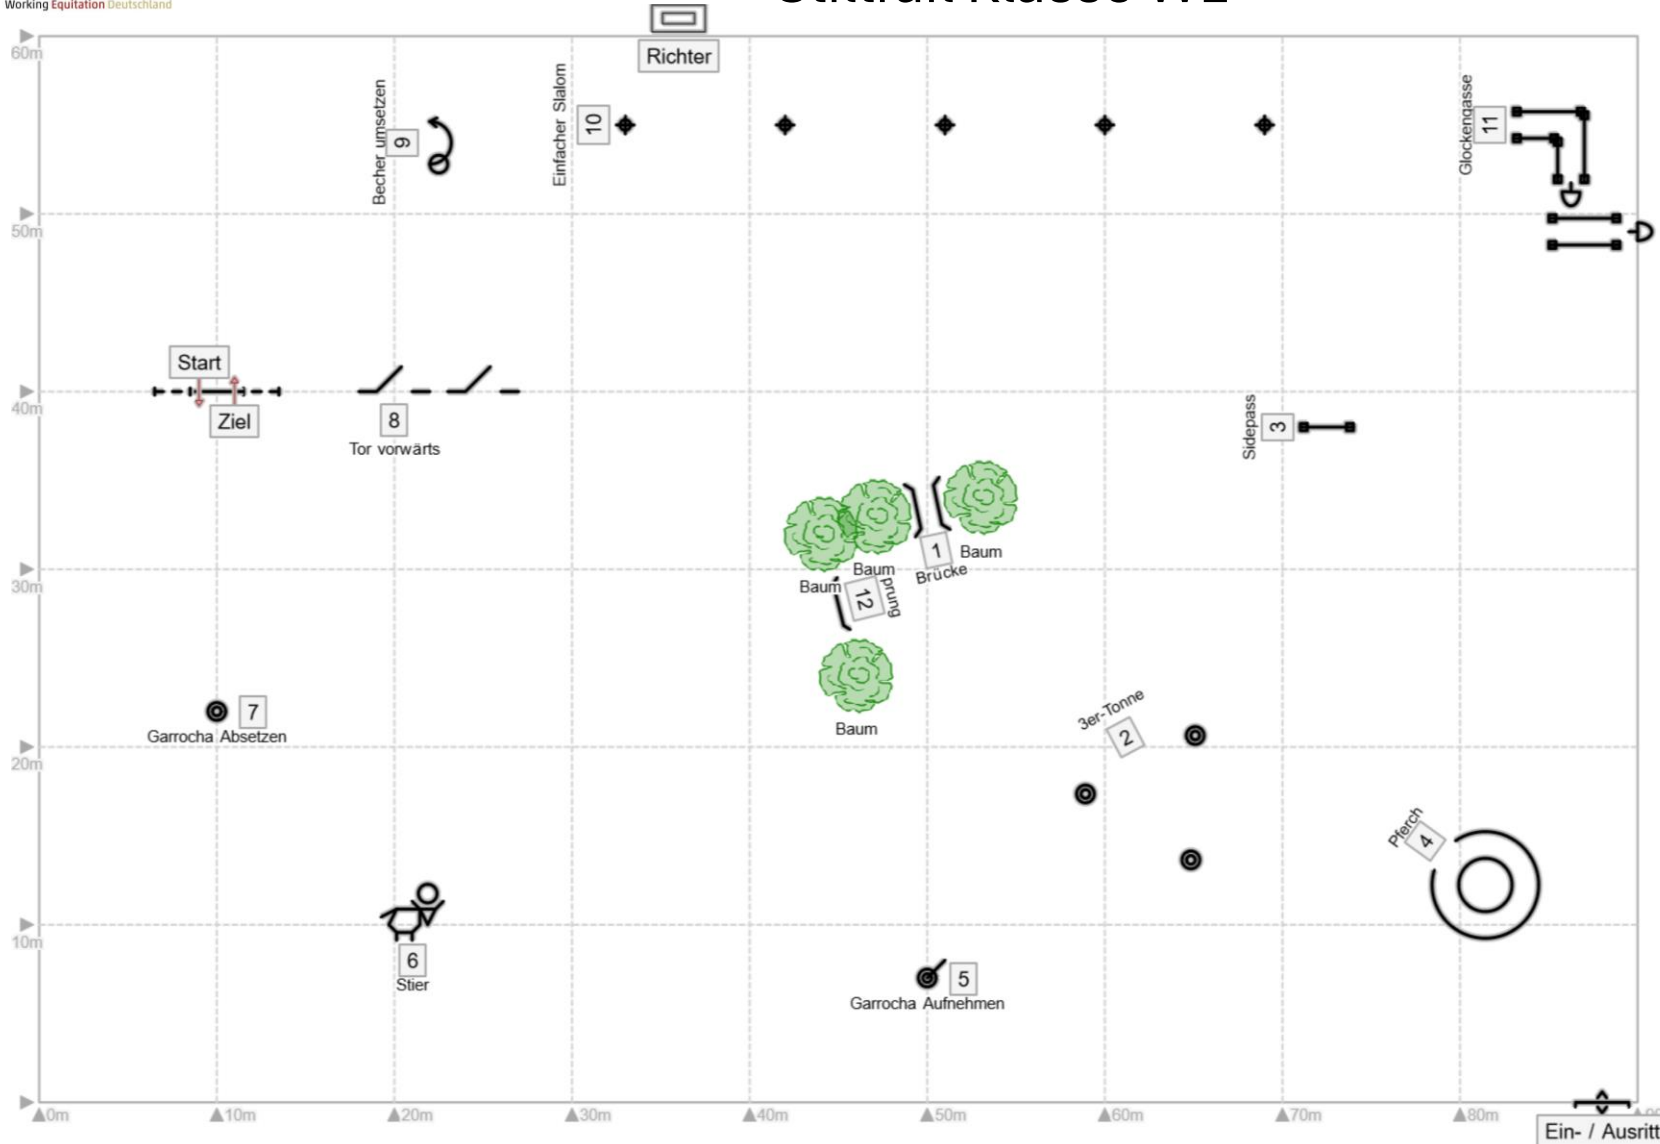 Working Equitation Deutschland
Richter
60m
Becher umsetzen
9
Einfacher Slalom
10
Glockengasse
11
50m
Start
Ziel
40m
8
Tor vorwärts
Sidepass
3
1
Brücke
Baum
Baum
Baum
30m
12
prung
Baum
7
Garrocha Absetzen
3er-Tonne
2
20m
Pferch
4
6
Stier
5
Garrocha Aufnehmen
10m
0m
10m
20m
30m
40m
50m
60m
70m
80m
Ein- / Ausritt